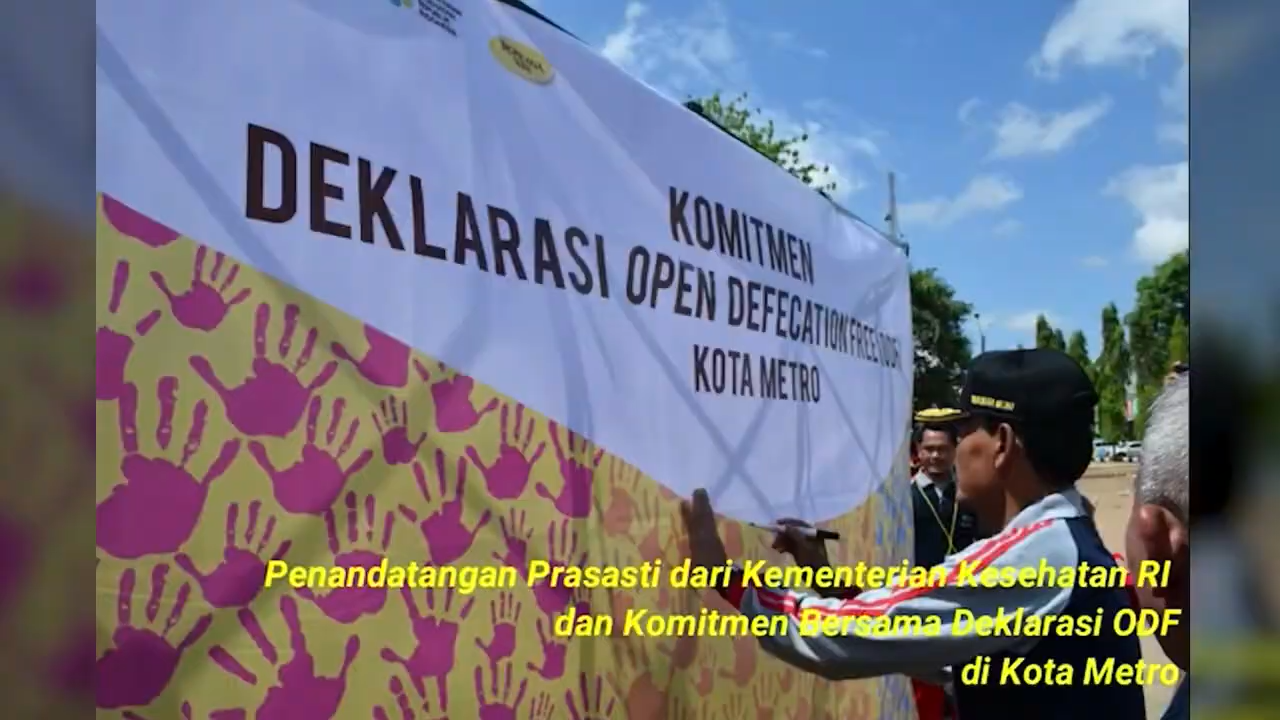 KOMITMEN
DEKLARASI OPEN DEFECATION FREE (ODF)
KOTA METRO
Penandatangan Prasasti dari Kementerian Kesehatan RI
dan Komitmen Bersama Deklarasi ODF
di Kota Metro